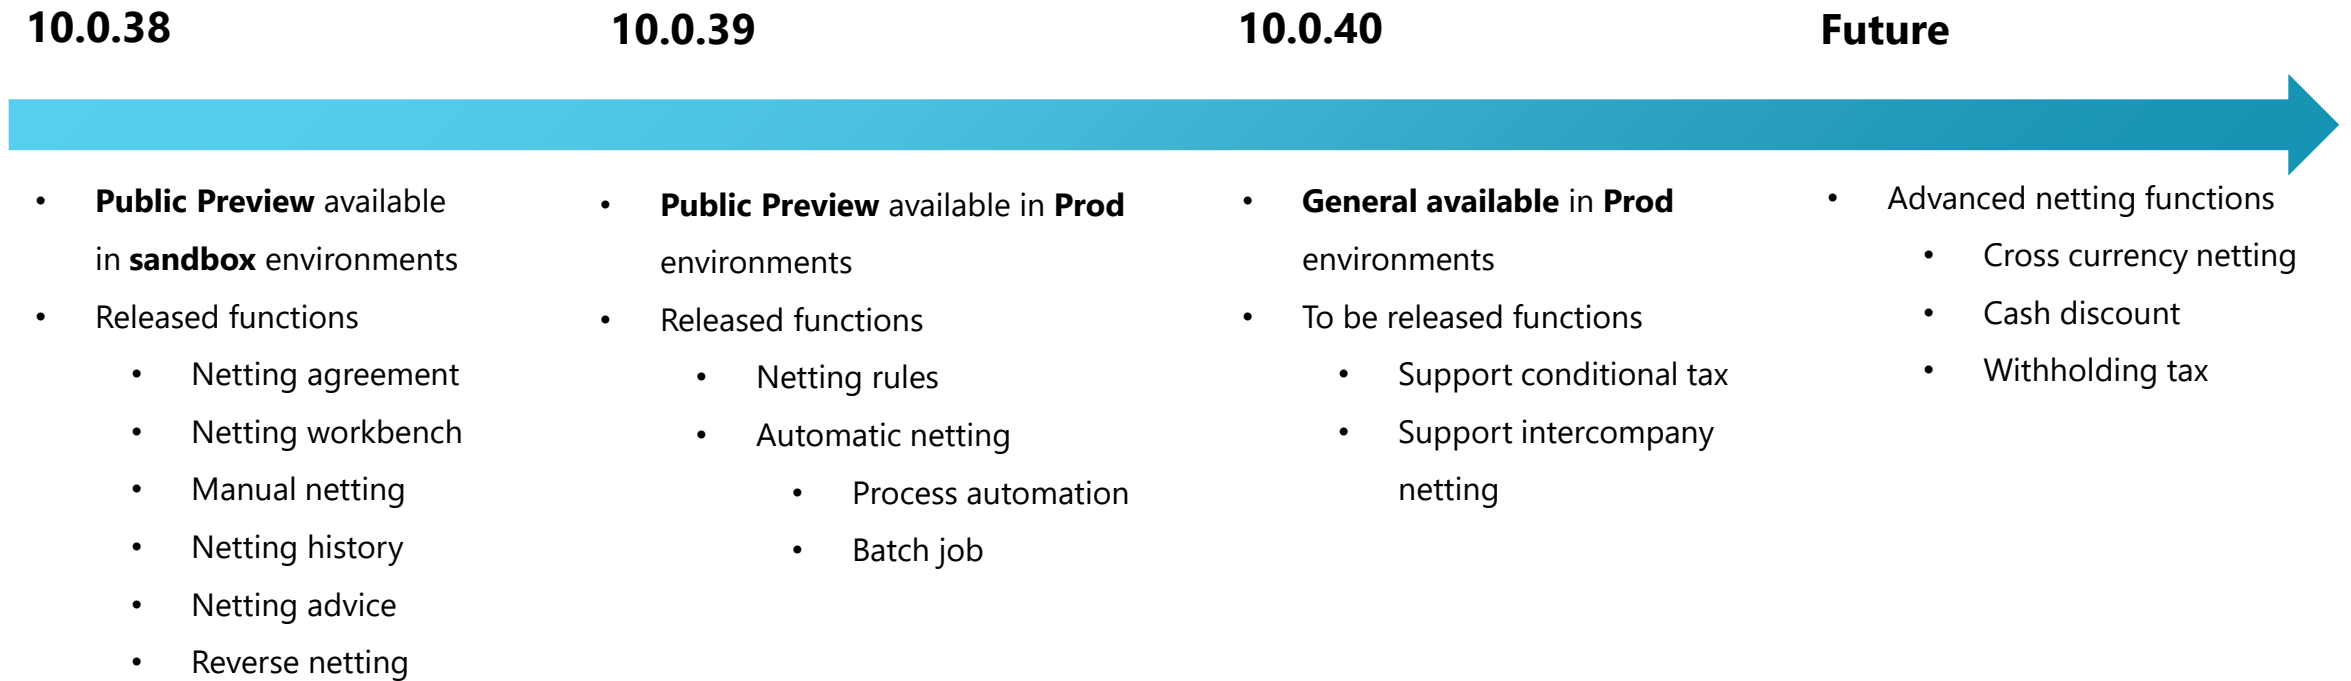 10.0.38
• Public Preview available
in sandbox environments
• Released functions
• Netting agreement
• Netting workbench
• Manual netting
• Netting history
• Netting advice
• Reverse netting
10.0.39
• Public Preview available in Prod
environments
• Released functions
• Netting rules
• Automatic netting
• Process automation
• Batch job
10.0.40
• General available in Prod
environments
• To be released functions
• Support conditional tax
• Support intercompany
netting
Future
• Advanced netting functions
• Cross currency netting
• Cash discount
• Withholding tax